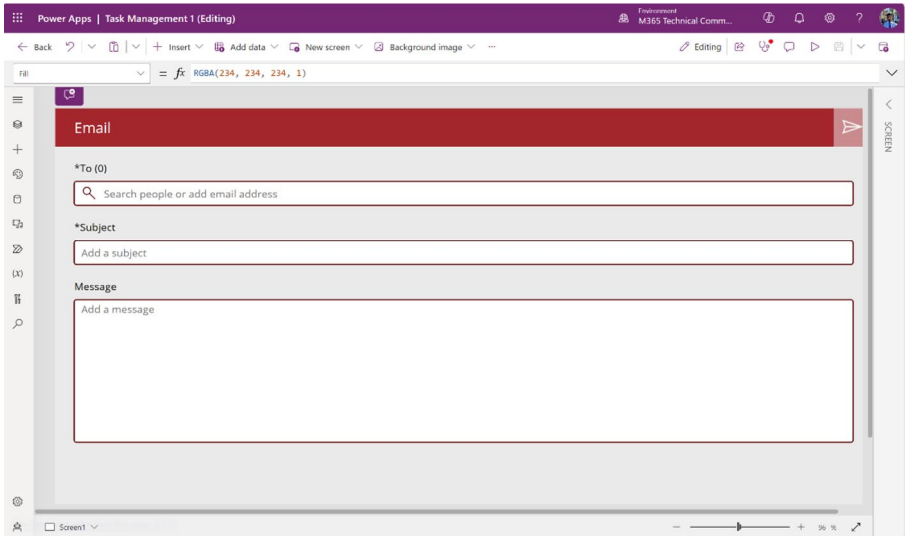 Power Apps | Task Management 1 (Editing)
Environment
M365 Technical Comm...
?
Back
Insert
Add data
New screen
Background image
...
Editing
Fill
= fx RGBA(234, 234, 234, 1)
Email
*To (0)
Search people or add email address
*Subject
Add a subject
Message
Add a message
(x)
SCREEN
Screen1
- + 96 %